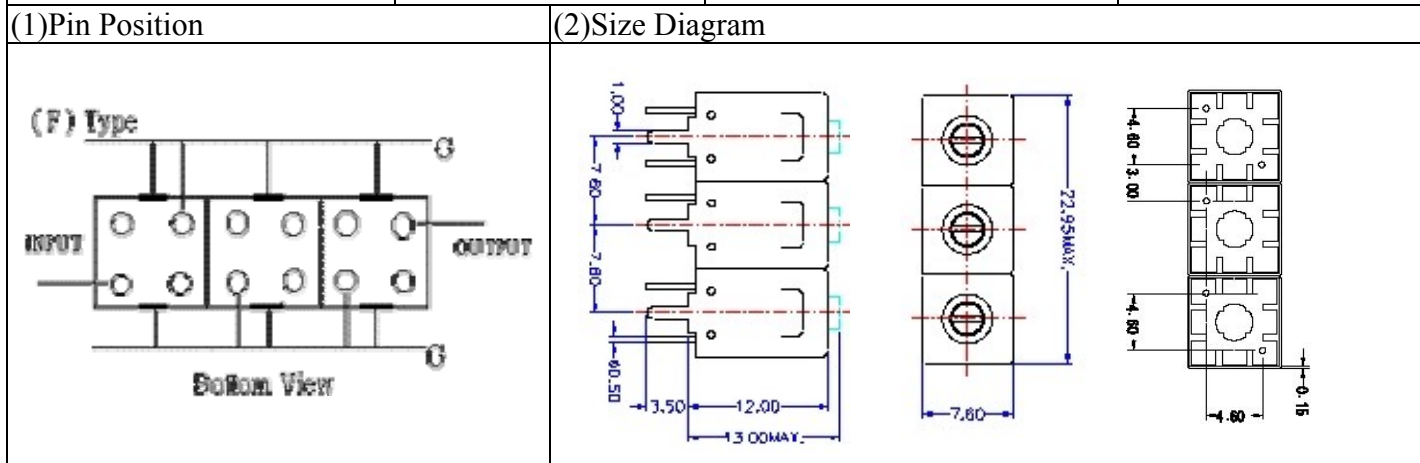 (1)Pin Position
(2)Size Diagram
(F) Type
G
INPUT
OUTPUT
G
Bottom View
1.00
7.60
7.60
ø0.50
3.50
12.00
13.00MAX.
22.95MAX.
7.60
4.60
3.00
4.60
4.60
0.15